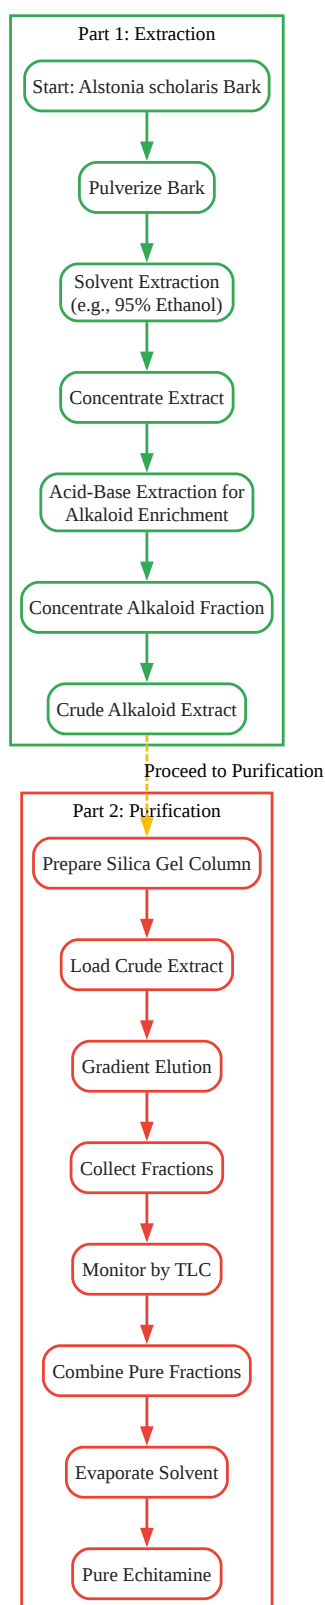 Part 1: Extraction
Start: Alstonia scholaris Bark
Pulverize Bark
Solvent Extraction
(e.g., 95% Ethanol)
Concentrate Extract
Acid-Base Extraction for
Alkaloid Enrichment
Concentrate Alkaloid Fraction
Crude Alkaloid Extract
Proceed to Purification
Part 2: Purification
Prepare Silica Gel Column
Load Crude Extract
Gradient Elution
Collect Fractions
Monitor by TLC
Combine Pure Fractions
Evaporate Solvent
Pure Echitamine